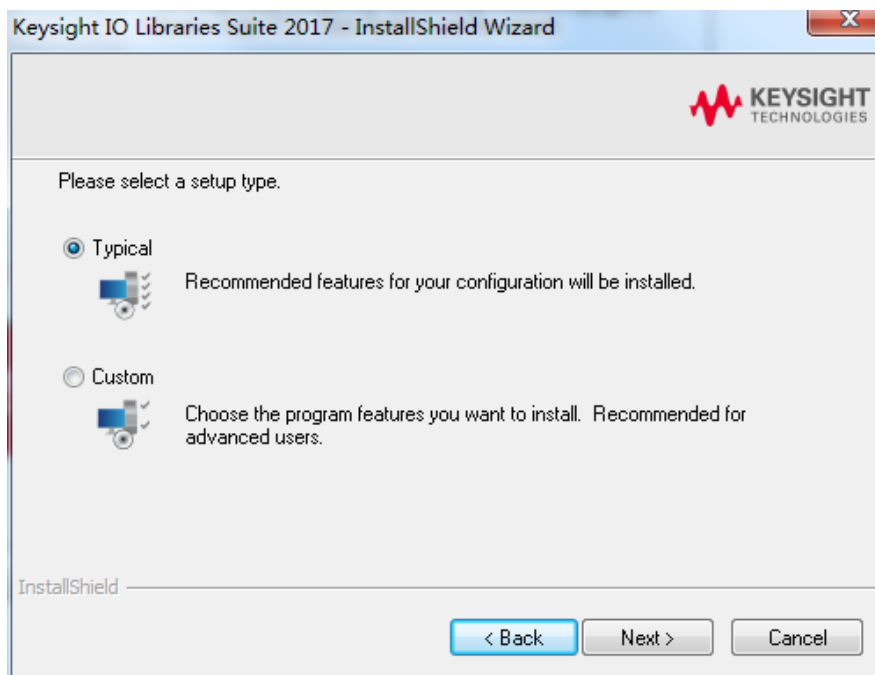 Keysight IO Libraries Suite 2017 - InstallShield Wizard
KEYSIGHT
TECHNOLOGIES
Please select a setup type.
Typical
Recommended features for your configuration will be installed.
Custom
Choose the program features you want to install.  Recommended for
advanced users.
InstallShield
< Back
Next >
Cancel